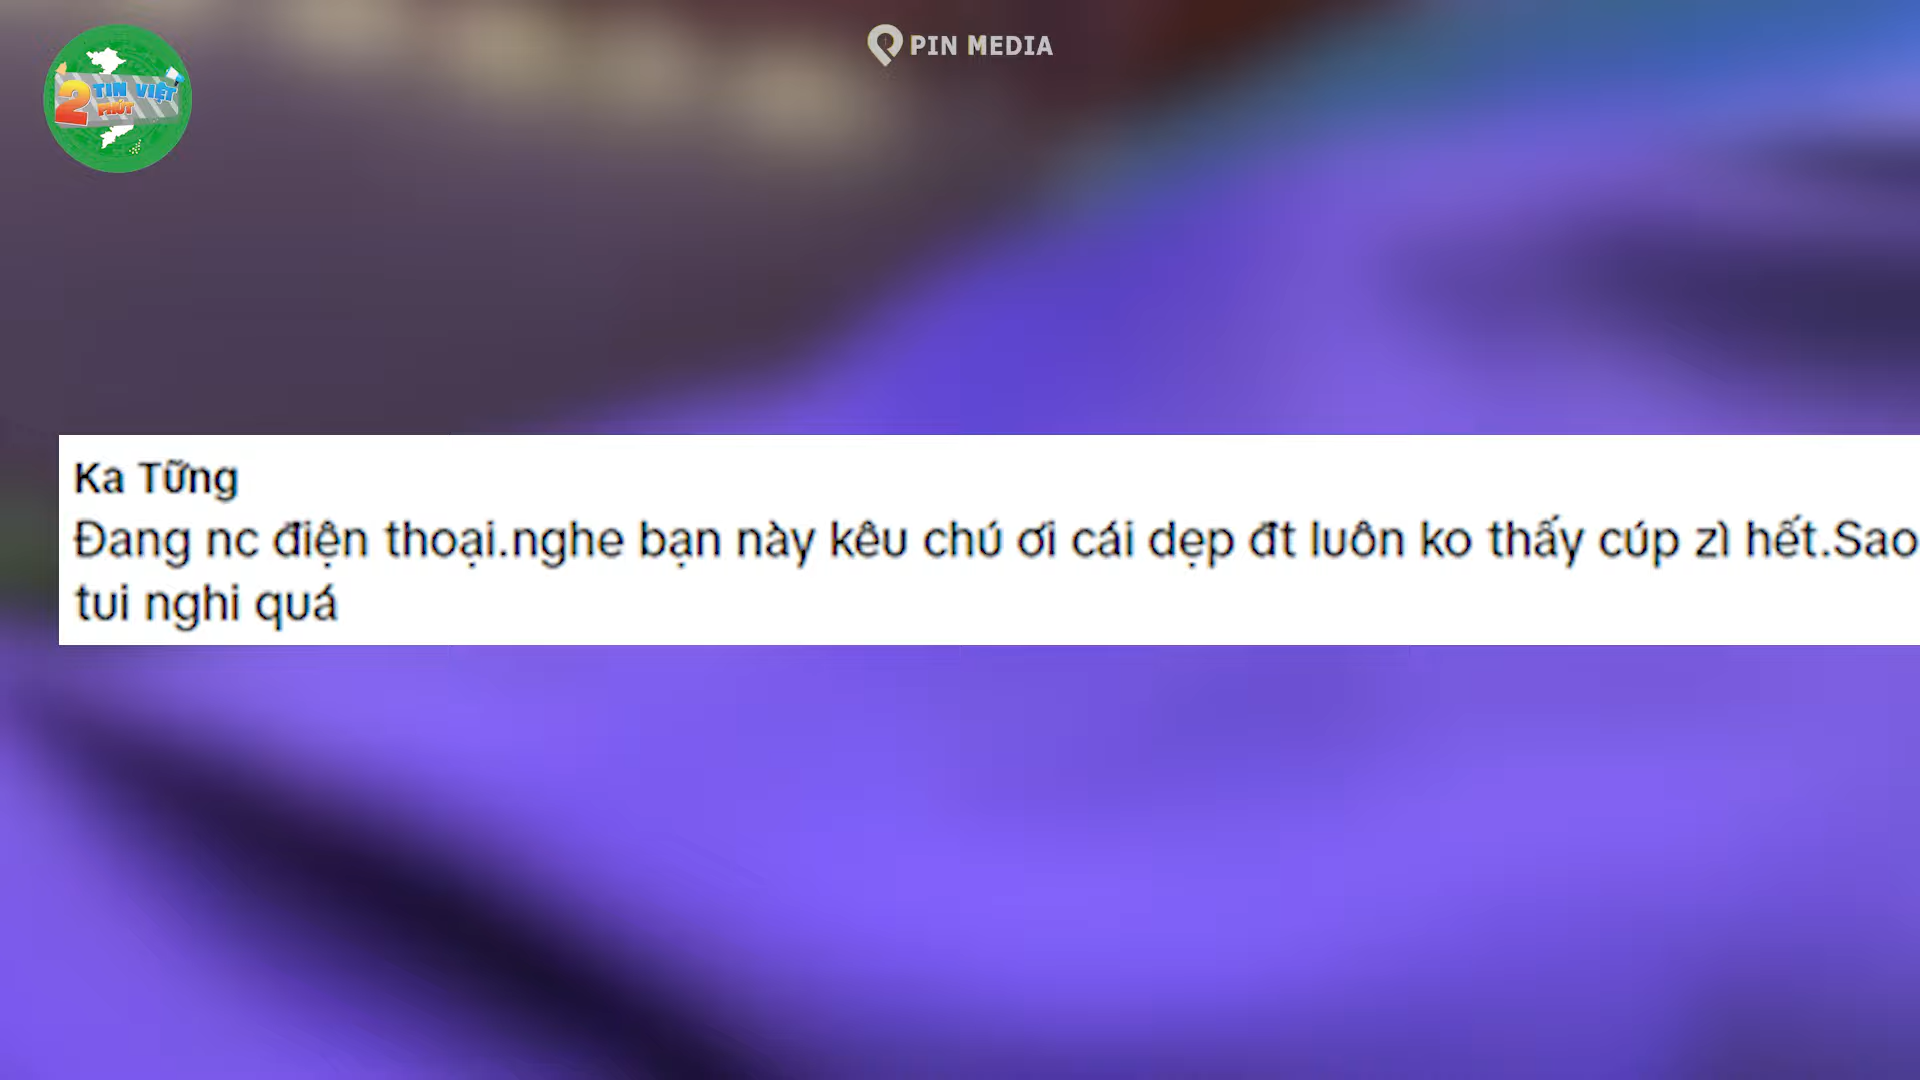 PIN MEDIA
2 TIN VIỆT
PHÚT
Ka Tững
Đang nc điện thoại.nghe bạn này kêu chú ơi cái dẹp đt luôn ko thấy cúp zì hết.Sao
tui nghi quá